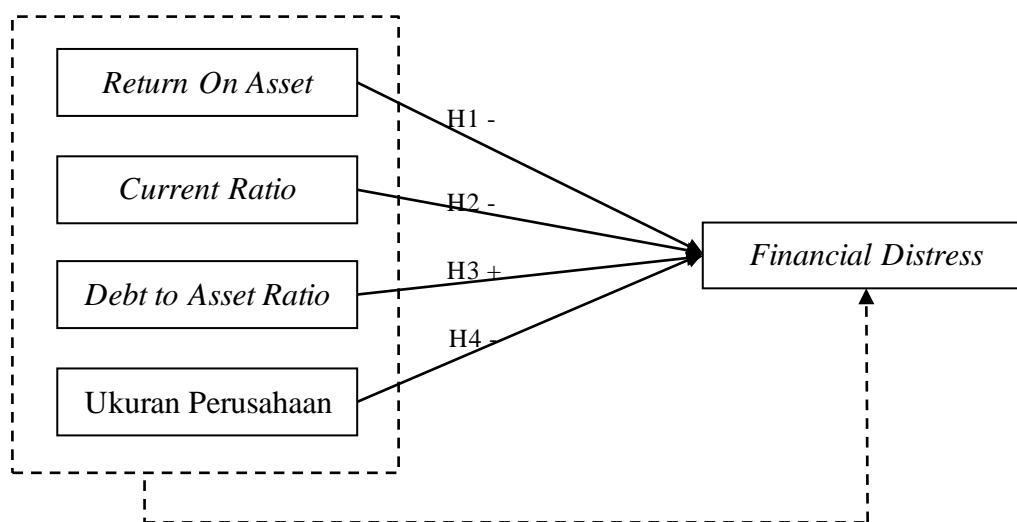 Return On Asset
H1 -
Current Ratio
H2 -
Financial Distress
Debt to Asset Ratio
H3 +
H4 -
Ukuran Perusahaan